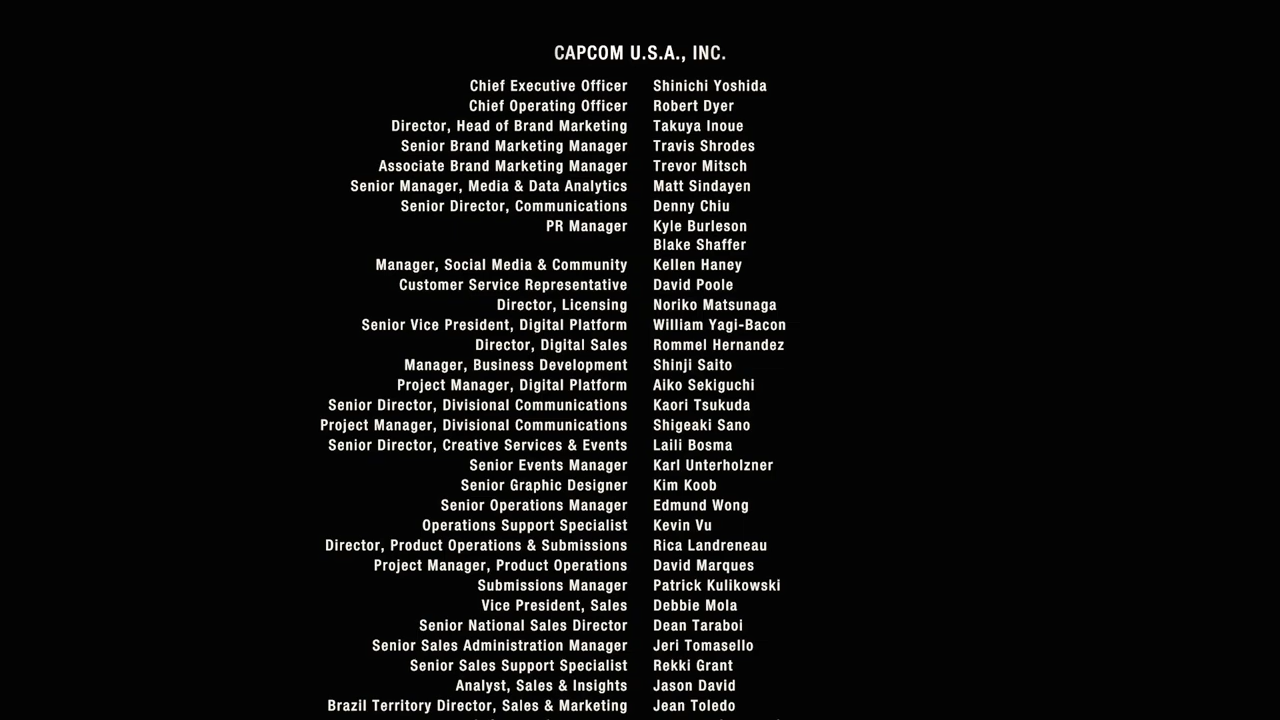 CAPCOM U.S.A., INC.
Chief Executive Officer Shinichi Yoshida
Chief Operating Officer Robert Dyer
Director, Head of Brand Marketing Takuya Inoue
Senior Brand Marketing Manager Travis Shrodes
Associate Brand Marketing Manager Trevor Mitsch
Senior Manager, Media & Data Analytics Matt Sindayen
Senior Director, Communications Denny Chiu
PR Manager Kyle Burleson
Blake Shaffer
Manager, Social Media & Community Kellen Haney
Customer Service Representative David Poole
Director, Licensing Noriko Matsunaga
Senior Vice President, Digital Platform William Yagi-Bacon
Director, Digital Sales Rommel Hernandez
Manager, Business Development Shinji Saito
Project Manager, Digital Platform Aiko Sekiguchi
Senior Director, Divisional Communications Kaori Tsukuda
Project Manager, Divisional Communications Shigeaki Sano
Senior Director, Creative Services & Events Laili Bosma
Senior Events Manager Karl Unterholzner
Senior Graphic Designer Kim Koob
Senior Operations Manager Edmund Wong
Operations Support Specialist Kevin Vu
Director, Product Operations & Submissions Rica Landreneau
Project Manager, Product Operations David Marques
Submissions Manager Patrick Kulikowski
Vice President, Sales Debbie Mola
Senior National Sales Director Dean Taraboi
Senior Sales Administration Manager Jeri Tomasello
Senior Sales Support Specialist Rekki Grant
Analyst, Sales & Insights Jason David
Brazil Territory Director, Sales & Marketing Jean Toledo